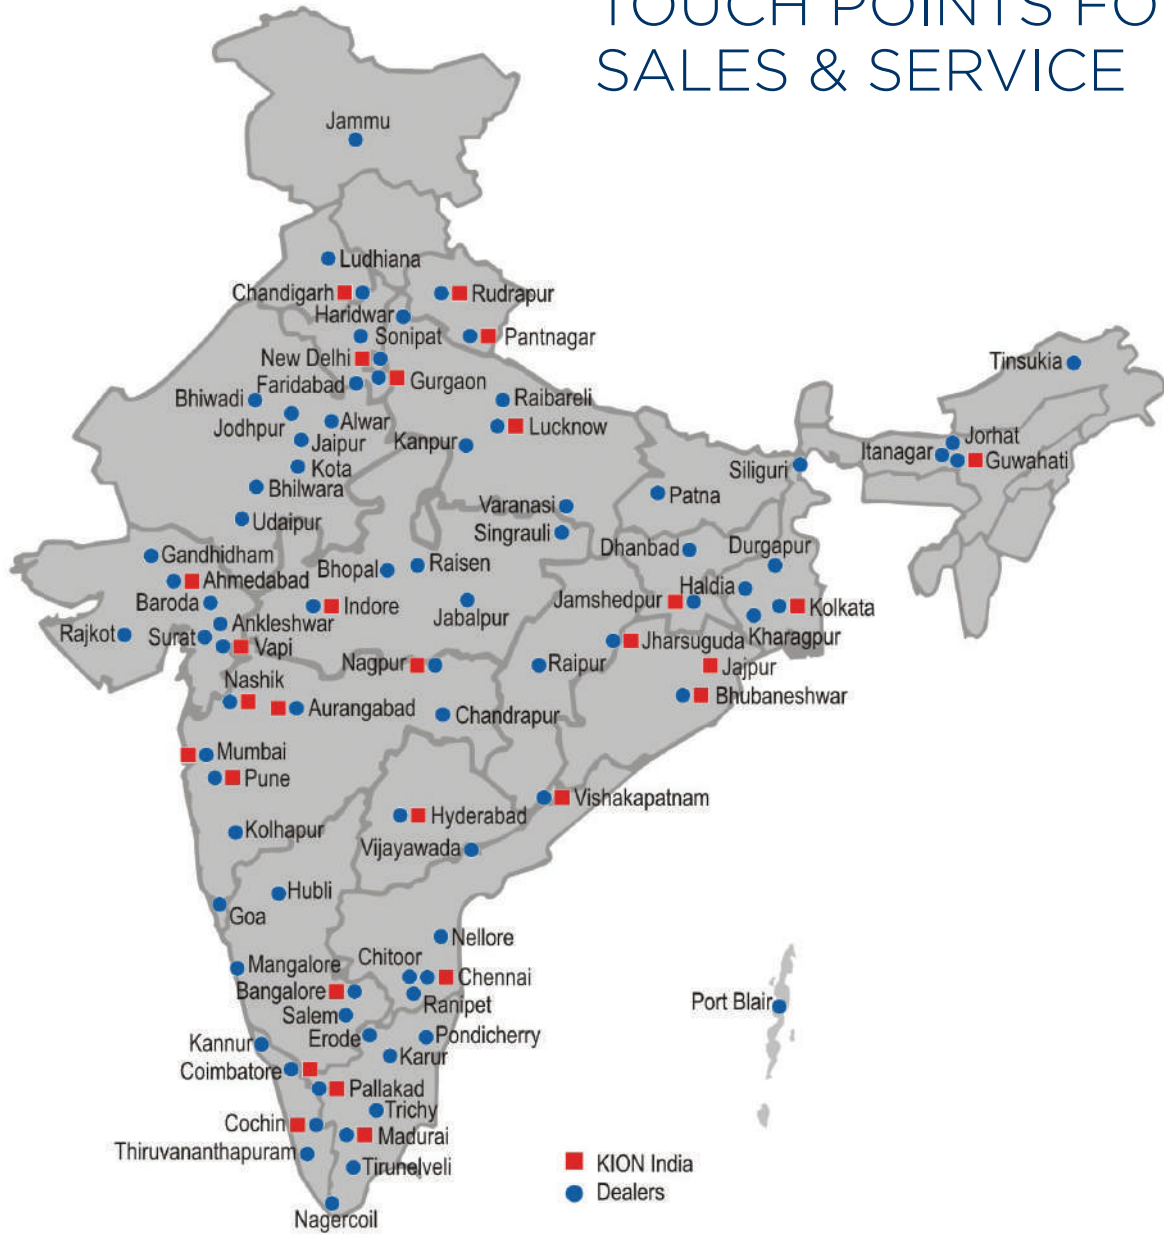 TOUCH POINTS FO
SALES & SERVICE
Jammu
Ludhiana
Chandigarh
Rudrapur
Haridwar
Sonipat
Pantnagar
New Delhi
Tinsukia
Faridabad
Gurgaon
Bhiwadi
Raibareli
Jodhpur
Alwar
Lucknow
Jaipur
Kanpur
Jorhat
Itanagar
Guwahati
Kota
Siliguri
Bhilwara
Patna
Varanasi
Udaipur
Singrauli
Dhanbad
Durgapur
Gandhidham
Raisen
Bhopal
Ahmedabad
Haldia
Baroda
Indore
Jabalpur
Jamshedpur
Kolkata
Ankleshwar
Rajkot
Surat
Kharagpur
Vapi
Jharsuguda
Nagpur
Raipur
Jajpur
Nashik
Bhubaneshwar
Aurangabad
Chandrapur
Mumbai
Pune
Vishakapatnam
Hyderabad
Kolhapur
Vijayawada
Hubli
Goa
Nellore
Chitoor
Mangalore
Chennai
Bangalore
Ranipet
Port Blair
Salem
Erode
Pondicherry
Kannur
Karur
Coimbatore
Pallakad
Trichy
Cochin
Madurai
Thiruvananthapuram
Tirunelveli
KION India
Dealers
Nagercoil